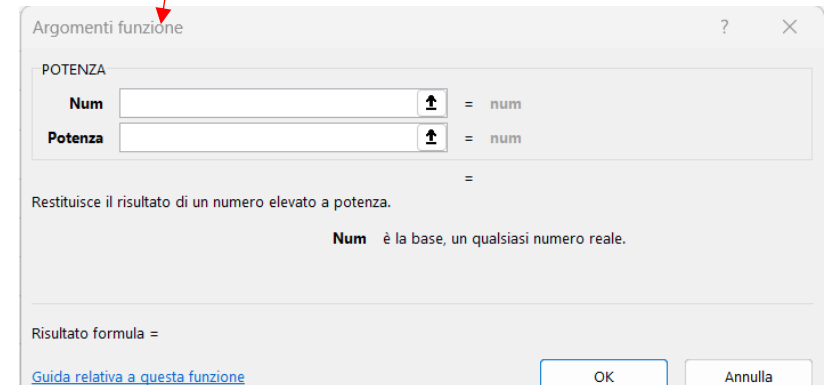 Argomenti funzione ?
POTENZA
Num = num
Potenza = num
=
Restituisce il risultato di un numero elevato a potenza.
Num è la base, un qualsiasi numero reale.
Risultato formula =
Guida relativa a questa funzione OK Annulla